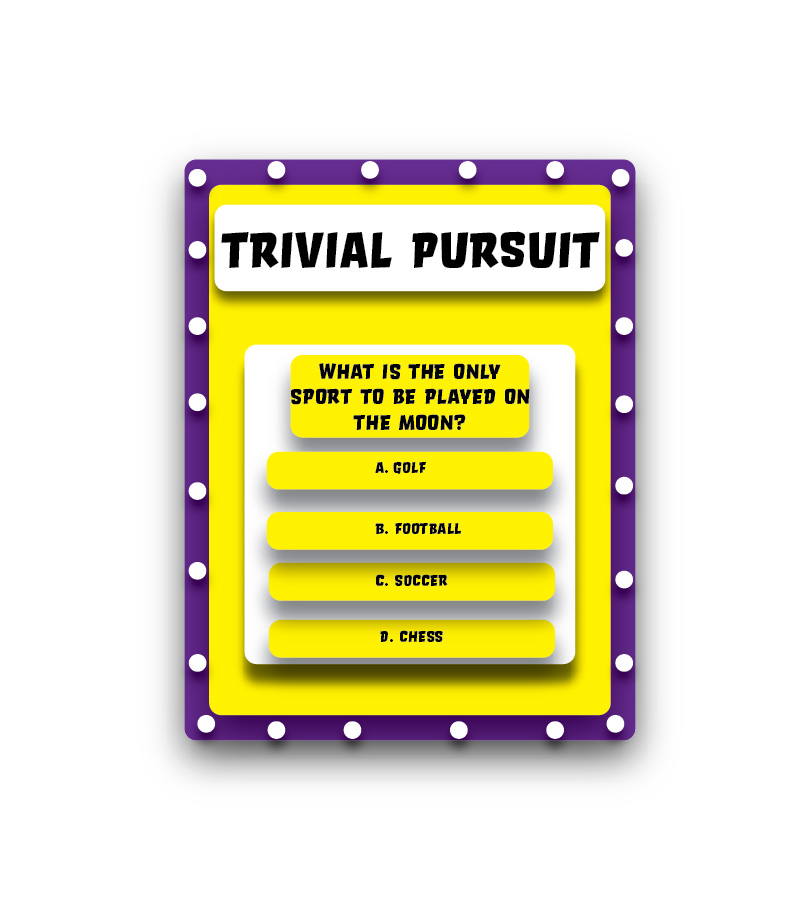 TRIVIAL PURSUIT
WHAT IS THE ONLY
SPORT TO BE PLAYED ON
THE MOON?
A. GOLF
B. FOOTBALL
C. SOCCER
D. CHESS